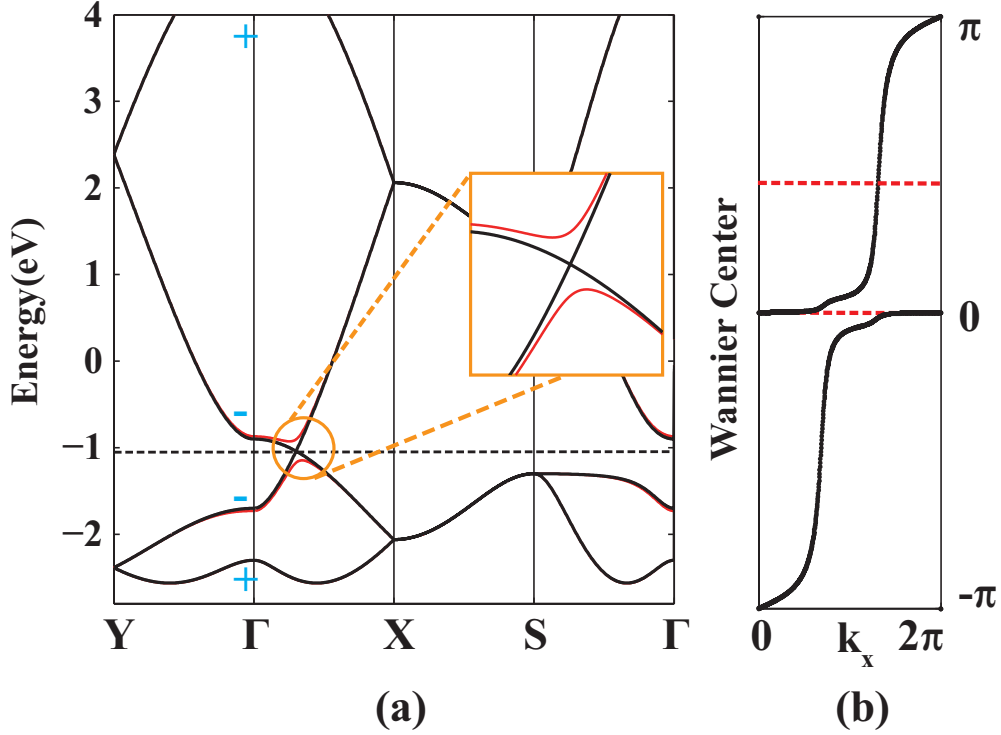 4
3
2
1
0
−1
−2
Energy(eV)
+
-
-
+
Y Γ X S Γ
(a)
Wannier Center
π
0
-π
0 kx 2π
(b)